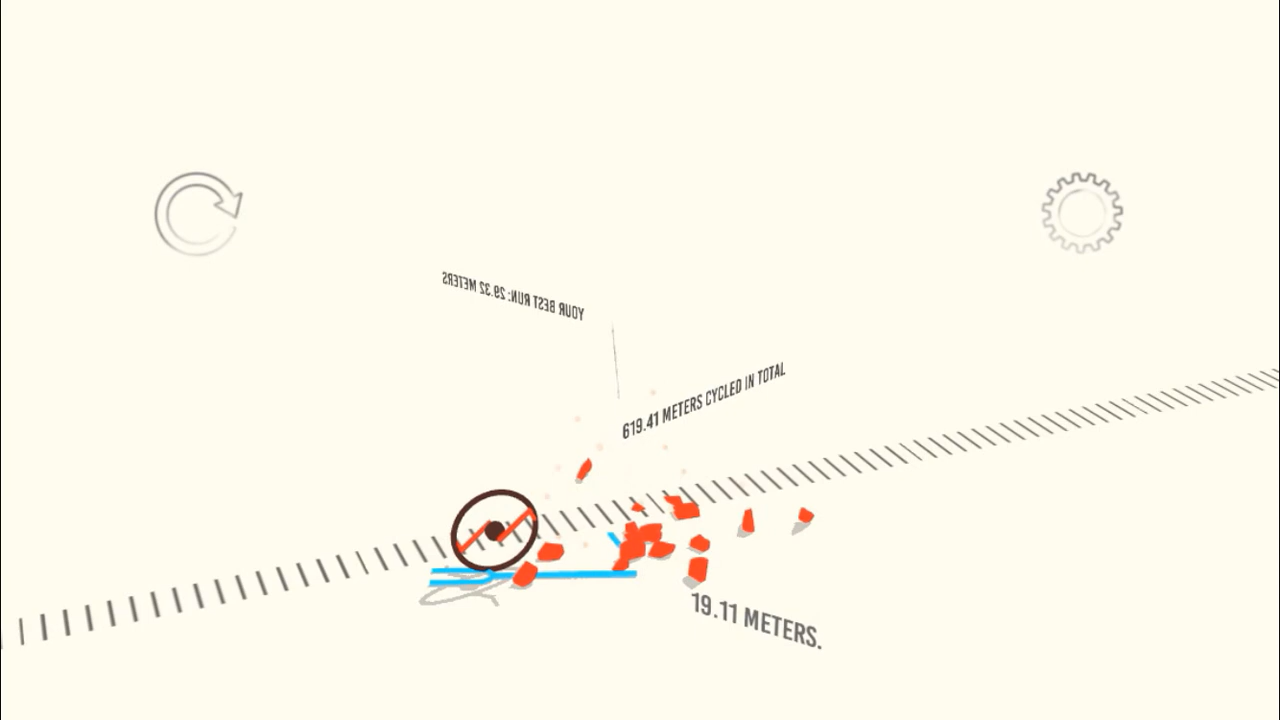 YOUR BEST RUN: 29.32 METERS
619.41 METERS CYCLED IN TOTAL
19.11 METERS.